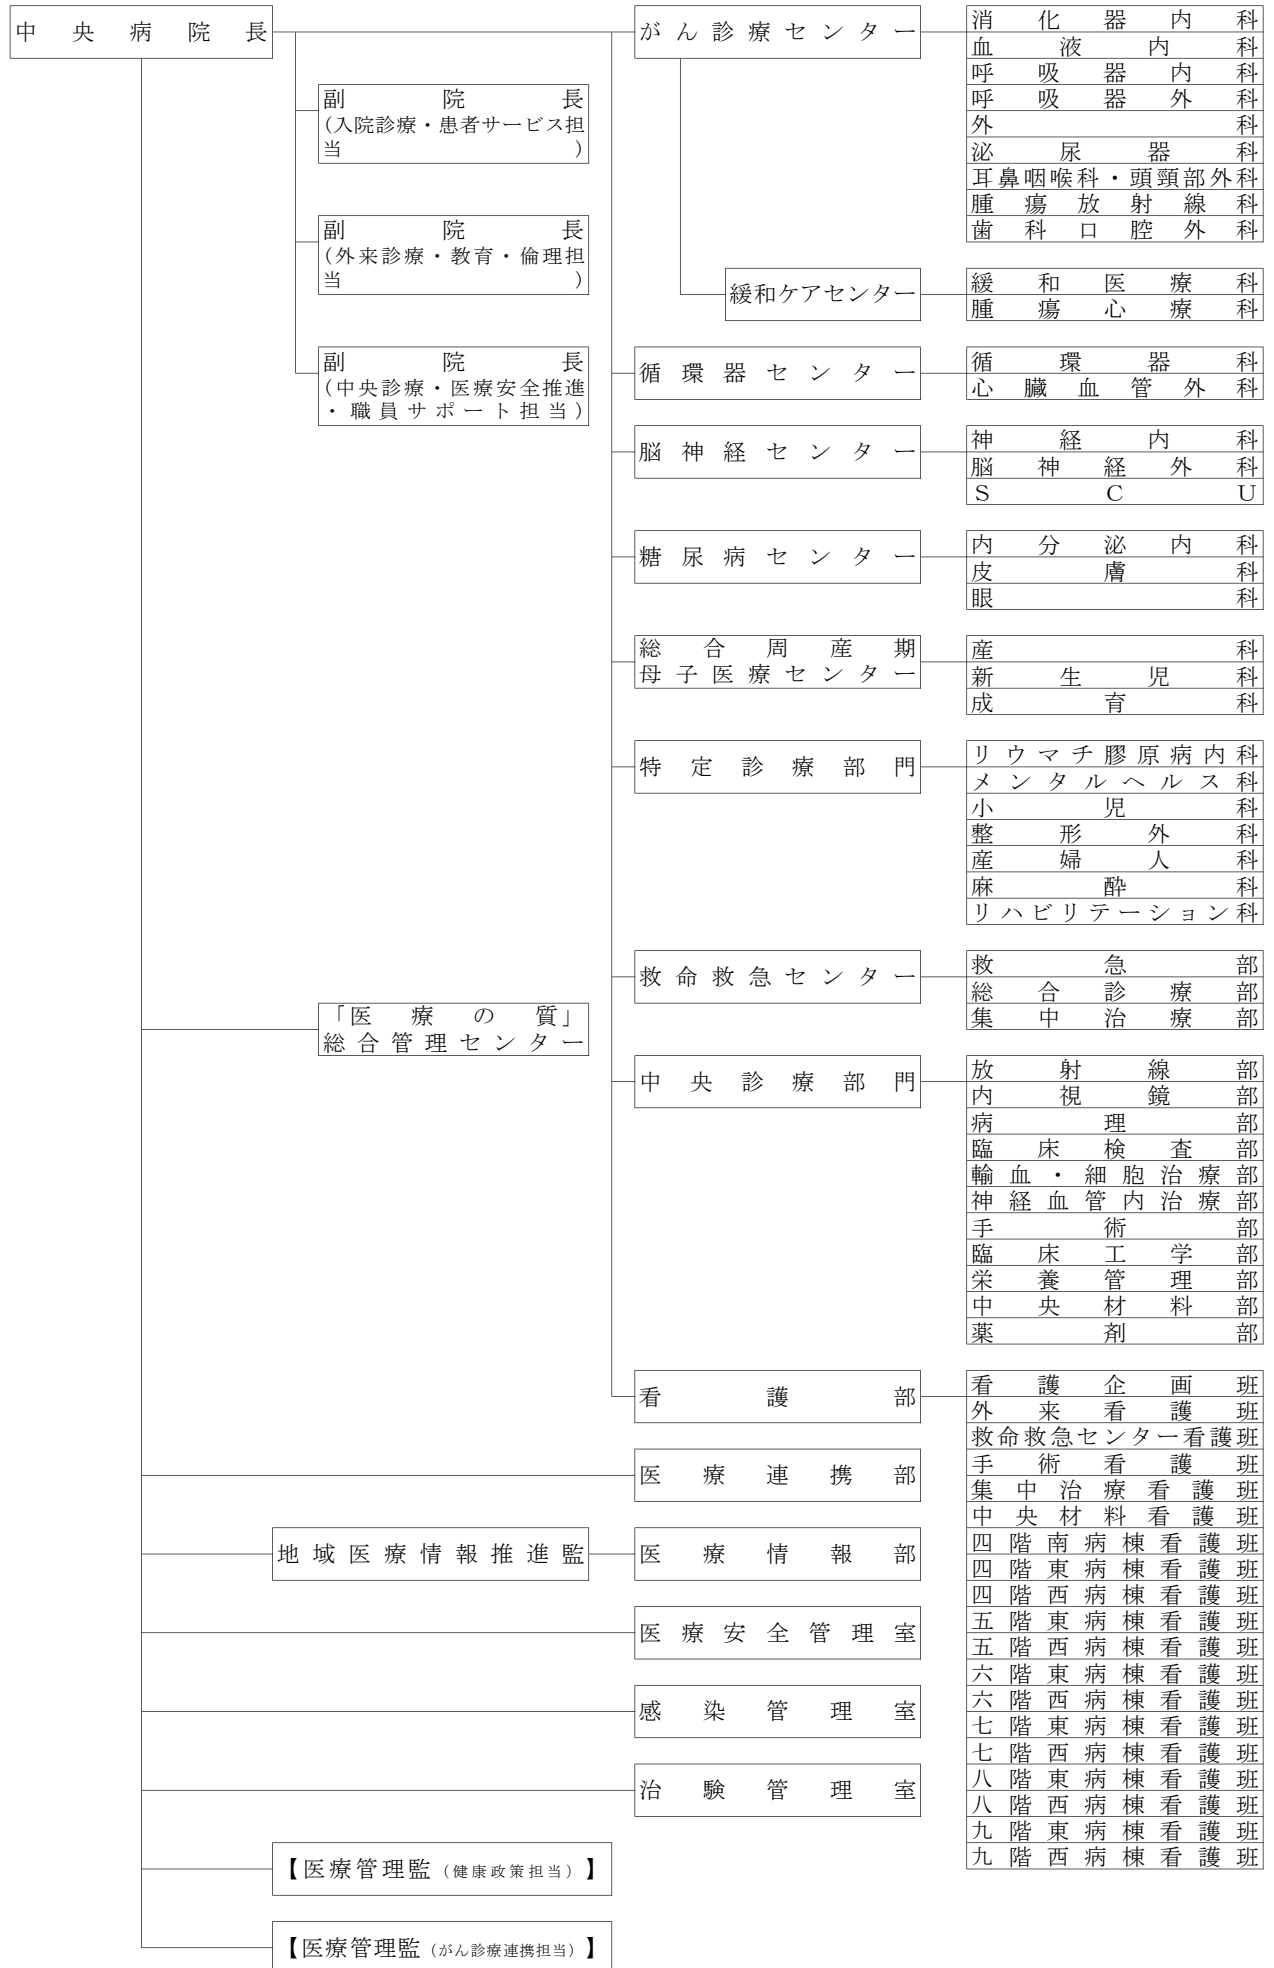 中央病院長
副院長
(入院診療・患者サービス担
当)
副院長
(外来診療・教育・倫理担
当)
副院長
(中央診療・医療安全推進
・職員サポート担当)
「医療の質」
総合管理センター
がん診療センター
消化器内科
血液内科
呼吸器内科
呼吸器外科
外科
泌尿器科
耳鼻咽喉科・頭頸部外科
腫瘍放射線科
歯科口腔外科
緩和ケアセンター
緩和医療科
腫瘍心療科
循環器センター
循環器科
心臓血管外科
脳神経センター
神経内科
脳神経外科
SCU
糖尿病センター
内分泌内科
皮膚科
眼科
総合周産期
母子医療センター
産科
新生児科
成育科
特定診療部門
リウマチ膠原病内科
メンタルヘルス科
小児科
整形外科
産婦人科
麻酔科
リハビリテーション科
救命救急センター
救急部
総合診療部
集中治療部
中央診療部門
放射線部
内視鏡部
病理部
臨床検査部
輸血・細胞治療部
神経血管内治療部
手術部
臨床工学部
栄養管理部
中央材料部
薬剤部
看護部
看護企画班
外来看護班
救命救急センター看護班
手術看護班
集中治療看護班
中央材料看護班
四階南病棟看護班
四階東病棟看護班
四階西病棟看護班
五階東病棟看護班
五階西病棟看護班
六階東病棟看護班
六階西病棟看護班
七階東病棟看護班
七階西病棟看護班
八階東病棟看護班
八階西病棟看護班
九階東病棟看護班
九階西病棟看護班
医療連携部
地域医療情報推進監
医療情報部
医療安全管理室
感染管理室
治験管理室
【医療管理監(健康政策担当)】
【医療管理監(がん診療連携担当)】